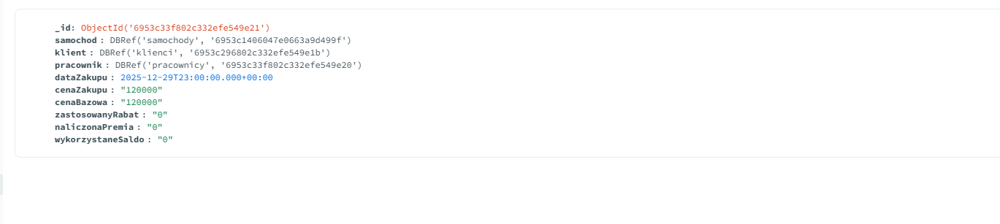 _id: ObjectId('6953c33f802c332efe549e21')
samochod : DBRef('samochody', '6953c1406047e0663a9d499f')
klient : DBRef('klienci', '6953c296802c332efe549e1b')
pracownik : DBRef('pracownicy', '6953c33f802c332efe549e20')
dataZakupu : 2025-12-29T23:00:00.000+00:00
cenaZakupu : "120000"
cenaBazowa : "120000"
zastosowanyRabat : "0"
naliczonaPremia : "0"
wykorzystaneSaldo : "0"